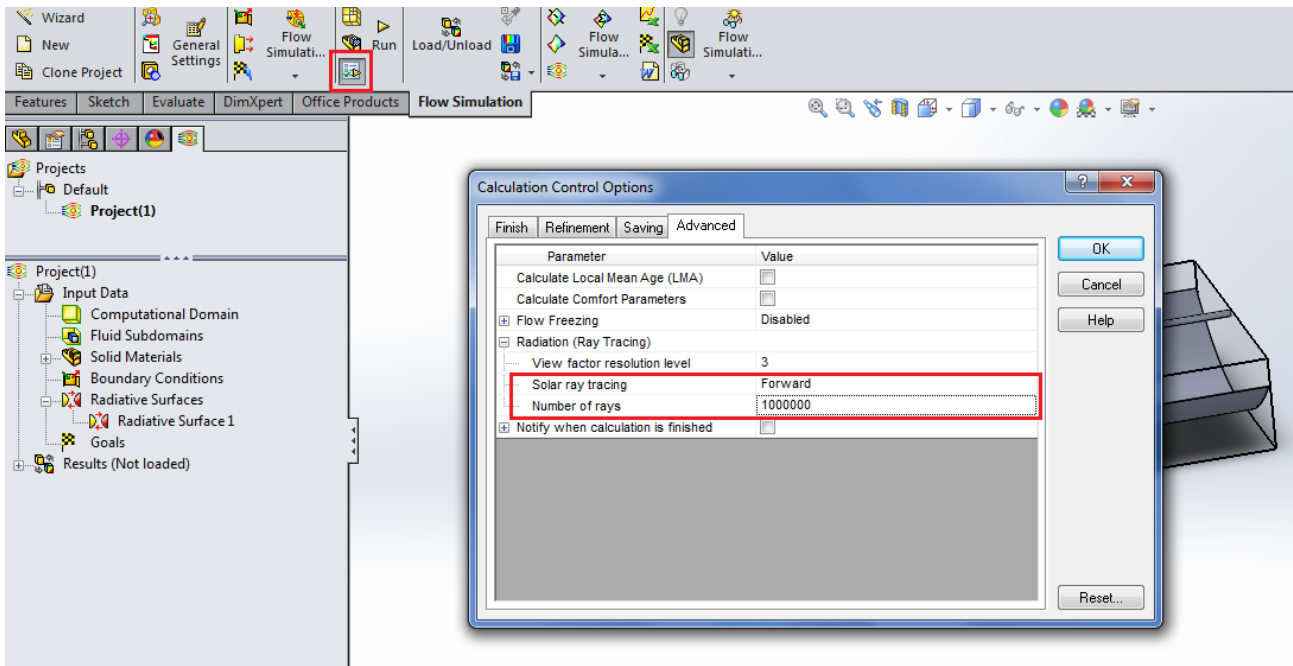 Wizard
New
Clone Project
General
Settings
Flow
Simulati...
Run
Load/Unload
Flow
Simula...
Flow
Simulati...
Features
Sketch
Evaluate
DimXpert
Office Products
Flow Simulation
Projects
Default
Project(1)
Project(1)
Input Data
Computational Domain
Fluid Subdomains
Solid Materials
Boundary Conditions
Radiative Surfaces
Radiative Surface 1
Goals
Results (Not loaded)
Calculation Control Options
Finish
Refinement
Saving
Advanced
Parameter Value
Calculate Local Mean Age (LMA)
Calculate Comfort Parameters
Flow Freezing Disabled
Radiation (Ray Tracing)
View factor resolution level 3
Solar ray tracing Forward
Number of rays 1000000
Notify when calculation is finished
OK
Cancel
Help
Reset...